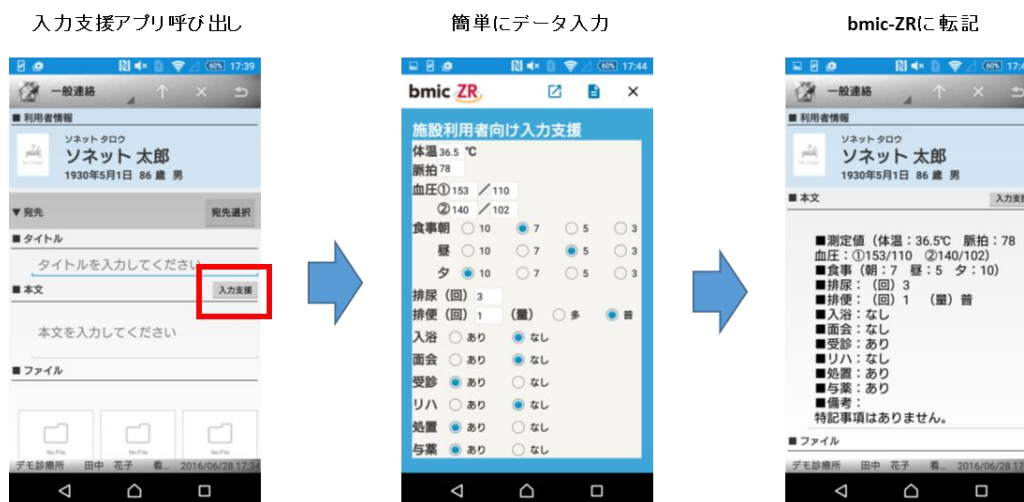 入力支援アプリ呼び出し
簡単にデータ入力
bmic-ZRに転記
60% 17:39
一般連絡
■ 利用者情報
ソネット タロウ
ソネット 太郎
1930年5月1日 86 歳 男
▼ 宛先
宛先選択
■ タイトル
タイトルを入力してください
■ 本文
入力支援
本文を入力してください
■ ファイル
No File
No File
No File
デモ診療所 田中 花子 看... 2016/06/28 17:34
60% 17:44
bmic ZR
施設利用者向け入力支援
体温 36.5 ℃
脈拍 78
血圧① 153 ／ 110
② 140 ／ 102
食事朝 10 7 5 3
昼 10 7 5 3
夕 10 7 5 3
排尿（回） 3
排便（回） 1 （量） 多 普
入浴 あり なし
面会 あり なし
受診 あり なし
リハ あり なし
処置 あり なし
与薬 あり なし
60% 17:4
一般連絡
■ 利用者情報
ソネット タロウ
ソネット 太郎
1930年5月1日 86 歳 男
■ 本文
入力支
■測定値（体温：36.5℃ 脈拍：78
血圧：①153/110 ②140/102）
■食事（朝：7 昼：5 夕：10）
■排尿：（回）3
■排便：（回）1 （量）普
■入浴：なし
■面会：なし
■受診：あり
■リハ：なし
■処置：あり
■与薬：あり
■備考：
特記事項はありません。
■ ファイル
デモ診療所 田中 花子 看... 2016/06/28 17